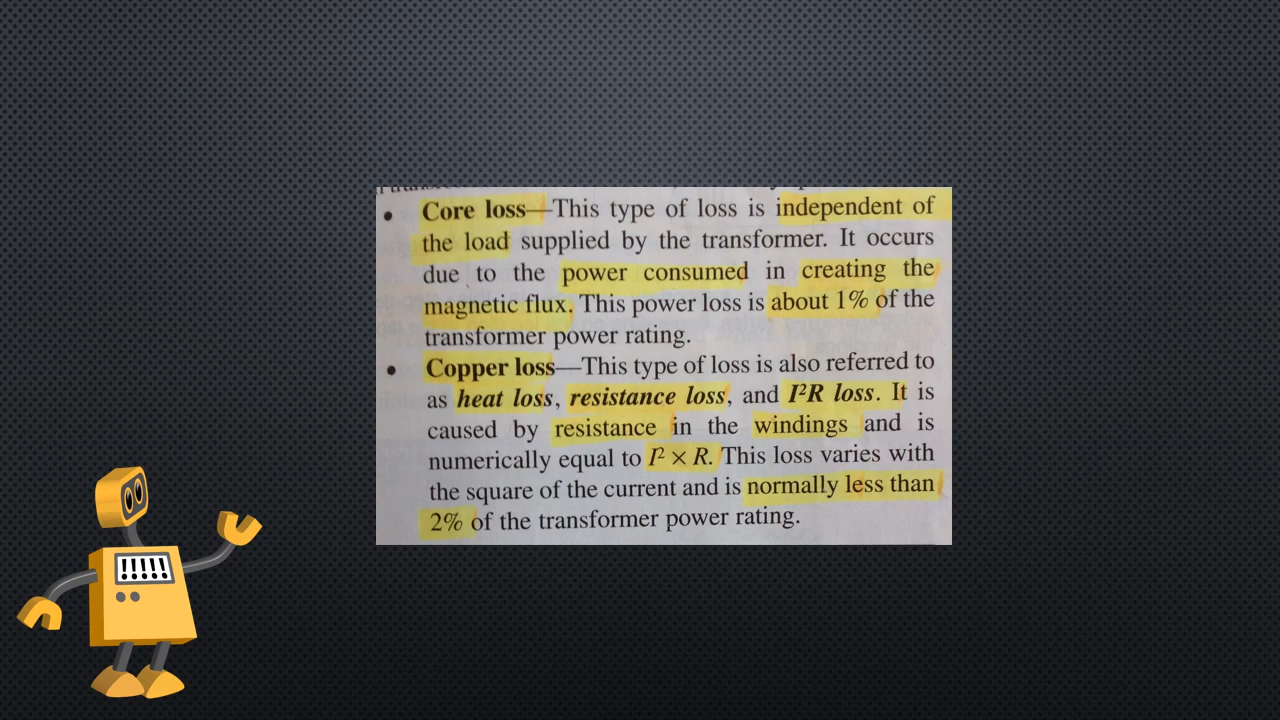 • Core loss—This type of loss is independent of
the load supplied by the transformer. It occurs
due to the power consumed in creating the
magnetic flux. This power loss is about 1% of the
transformer power rating.
• Copper loss—This type of loss is also referred to
as heat loss, resistance loss, and I²R loss. It is
caused by resistance in the windings and is
numerically equal to I² × R. This loss varies with
the square of the current and is normally less than
2% of the transformer power rating.